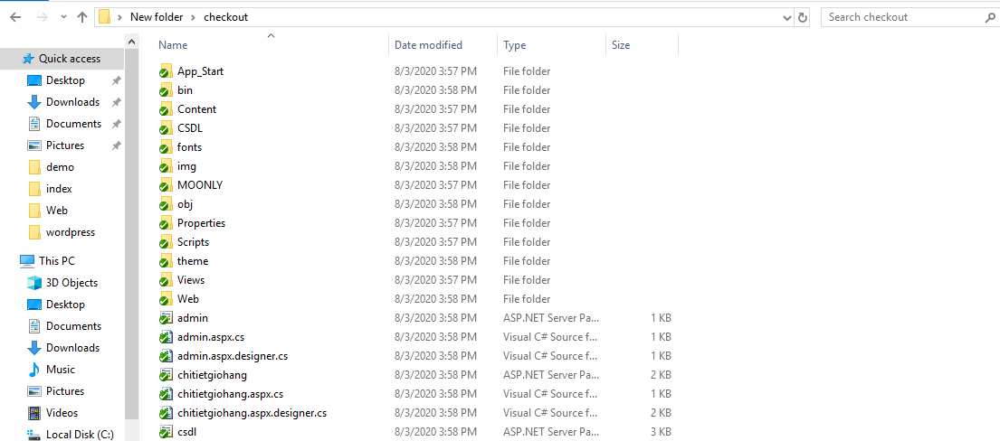 New folder > checkout
Search checkout
Name Date modified Type Size
Quick access
Desktop
Downloads
Documents
Pictures
demo
index
Web
wordpress
This PC
3D Objects
Desktop
Documents
Downloads
Music
Pictures
Videos
Local Disk (C:)
App_Start 8/3/2020 3:57 PM File folder
bin 8/3/2020 3:58 PM File folder
Content 8/3/2020 3:57 PM File folder
CSDL 8/3/2020 3:57 PM File folder
fonts 8/3/2020 3:58 PM File folder
img 8/3/2020 3:58 PM File folder
MOONLY 8/3/2020 3:57 PM File folder
obj 8/3/2020 3:58 PM File folder
Properties 8/3/2020 3:57 PM File folder
Scripts 8/3/2020 3:57 PM File folder
theme 8/3/2020 3:58 PM File folder
Views 8/3/2020 3:57 PM File folder
Web 8/3/2020 3:58 PM File folder
admin 8/3/2020 3:58 PM ASP.NET Server Pa... 1 KB
admin.aspx.cs 8/3/2020 3:58 PM Visual C# Source f... 1 KB
admin.aspx.designer.cs 8/3/2020 3:58 PM Visual C# Source f... 1 KB
chitietgiohang 8/3/2020 3:58 PM ASP.NET Server Pa... 2 KB
chitietgiohang.aspx.cs 8/3/2020 3:58 PM Visual C# Source f... 1 KB
chitietgiohang.aspx.designer.cs 8/3/2020 3:58 PM Visual C# Source f... 2 KB
csdl 8/3/2020 3:58 PM ASP.NET Server Pa... 3 KB